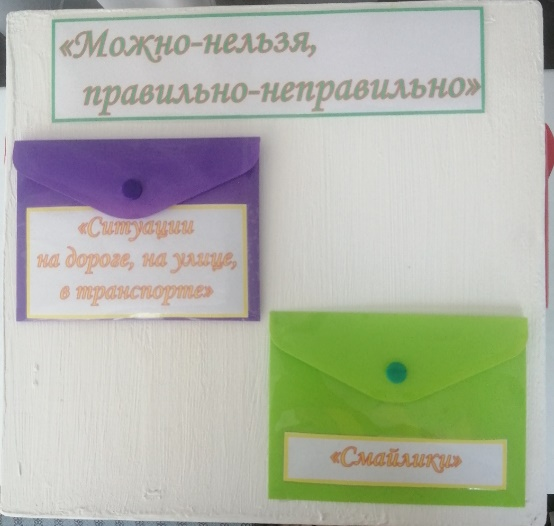 «Можно-нельзя,
правильно-неправильно»
«Ситуации
на дороге, на улице,
в транспорте»
«Смайлики»